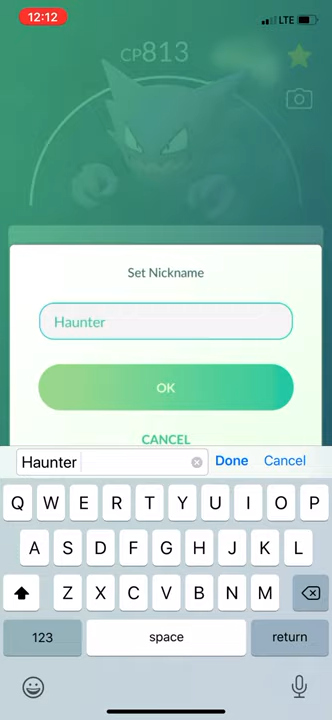 12:12
LTE
CP813
Set Nickname
Haunter
OK
CANCEL
Haunter
Done Cancel
Q W E R T Y U I O P
A S D F G H J K L
Z X C V B N M
123 space return